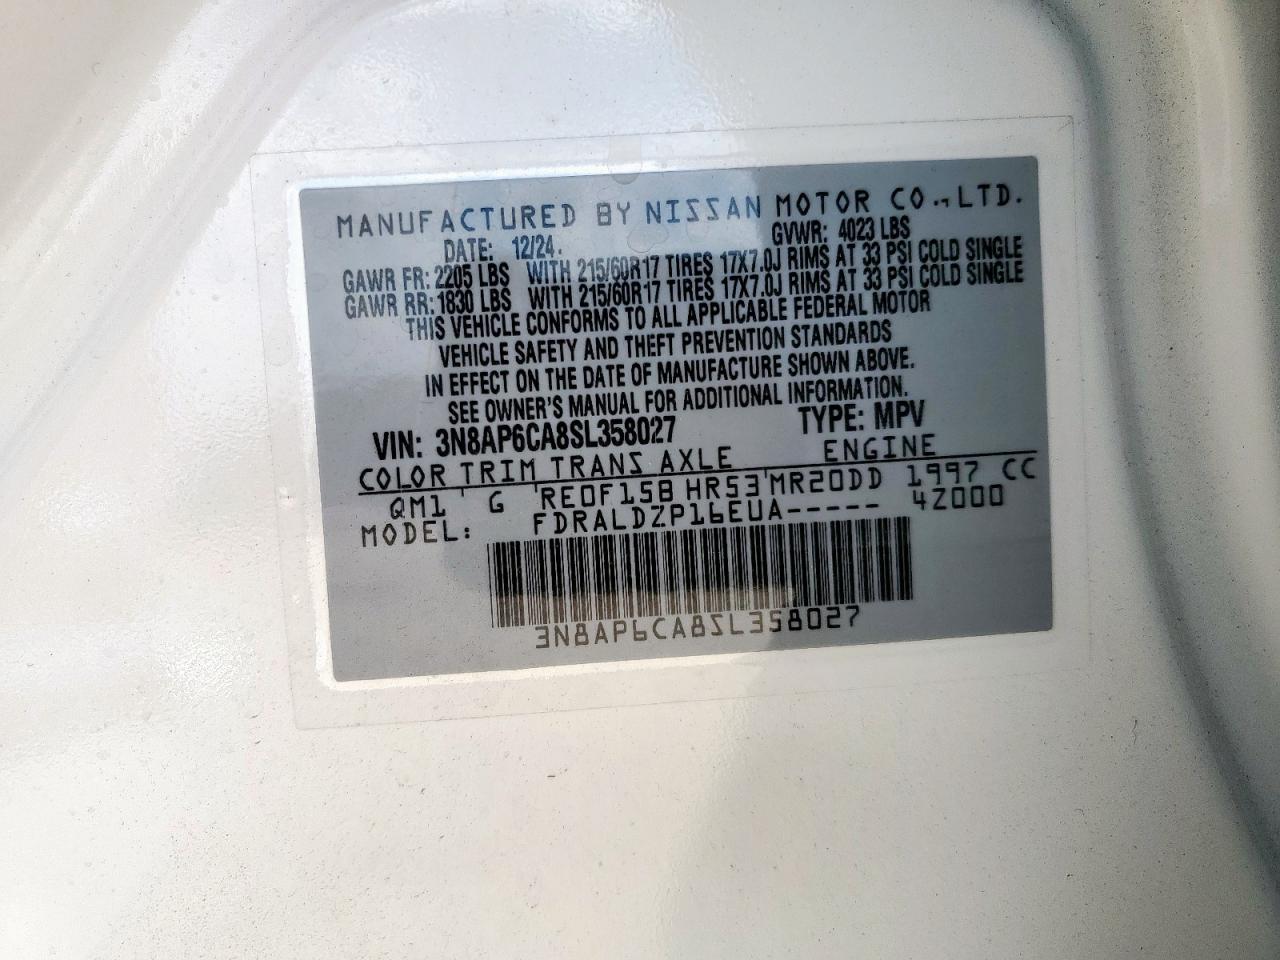 MANUFACTURED BY NISSAN MOTOR CO.,LTD.
DATE: 12/24. GVWR: 4023 LBS
GAWR FR: 2205 LBS WITH 215/60R17 TIRES 17X7.0J RIMS AT 33 PSI COLD SINGLE
GAWR RR: 1830 LBS WITH 215/60R17 TIRES 17X7.0J RIMS AT 33 PSI COLD SINGLE
THIS VEHICLE CONFORMS TO ALL APPLICABLE FEDERAL MOTOR
VEHICLE SAFETY AND THEFT PREVENTION STANDARDS
IN EFFECT ON THE DATE OF MANUFACTURE SHOWN ABOVE.
SEE OWNER'S MANUAL FOR ADDITIONAL INFORMATION.
VIN: 3N8AP6CA8SL358027 TYPE: MPV
COLOR TRIM TRANS AXLE ENGINE
QM1 G RE0F15B HR53 MR20DD 1997 CC
MODEL: FDRALDZP16EUA----- 4Z000
3N8AP6CA8SL358027